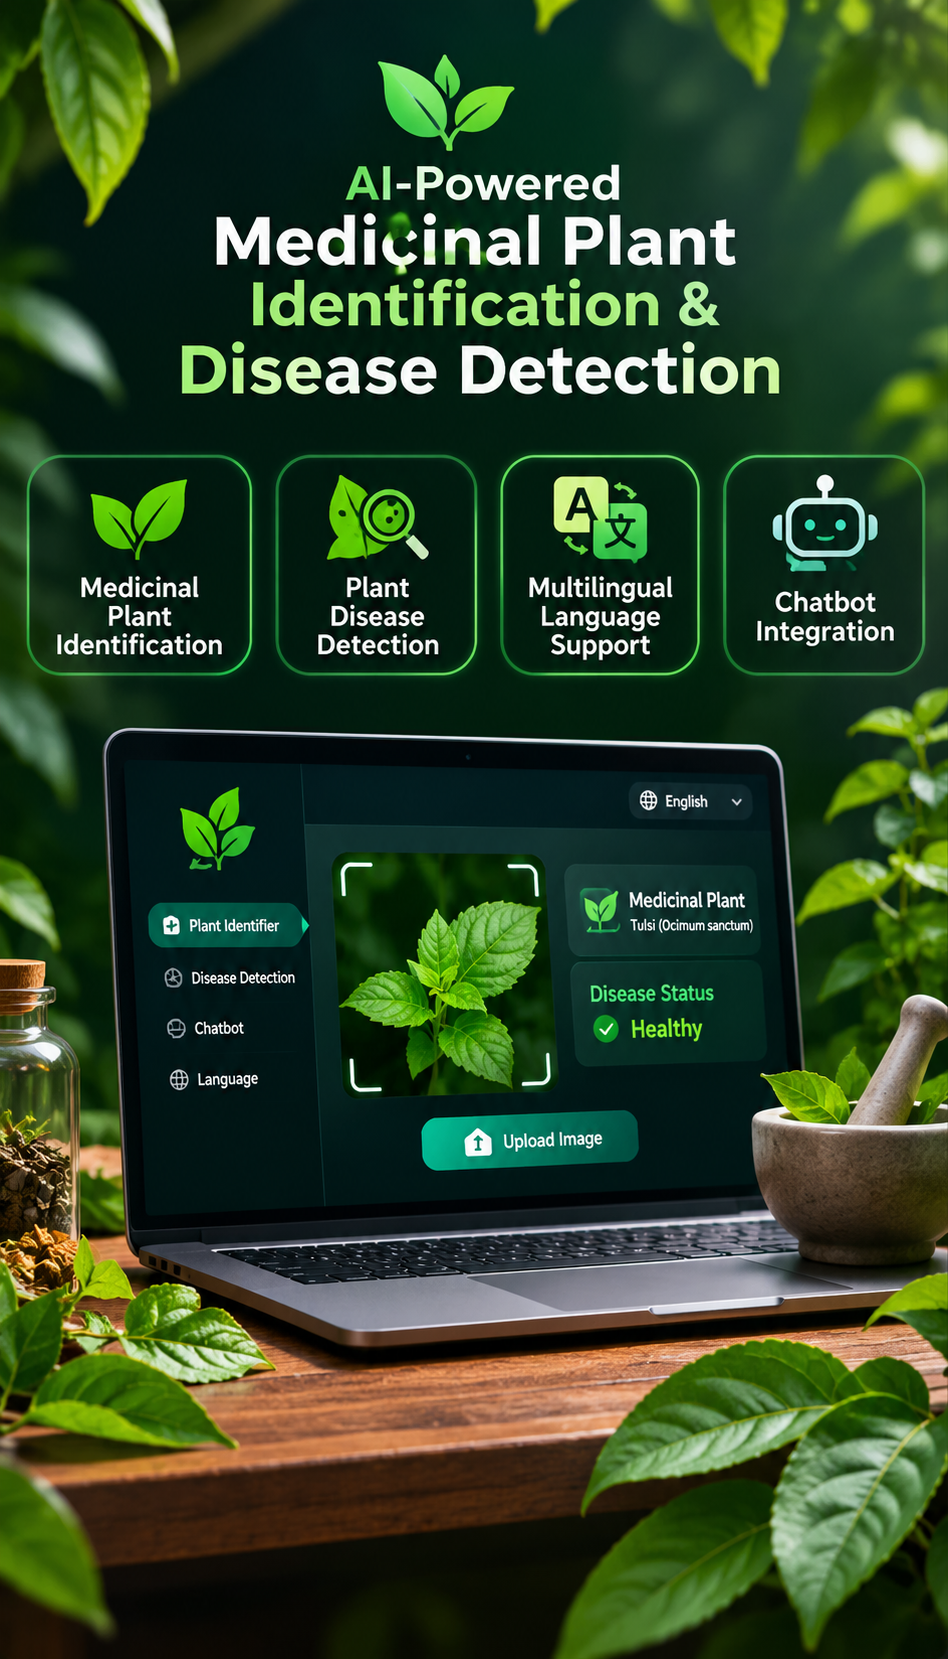 AI-Powered
Medicinal Plant
Identification &
Disease Detection
Medicinal
Plant
Identification
Plant
Disease
Detection
A
文
Multilingual
Language
Support
Chatbot
Integration
English
Plant Identifier
Disease Detection
Chatbot
Language
Medicinal Plant
Tulsi (Ocimum sanctum)
Disease Status
Healthy
Upload Image